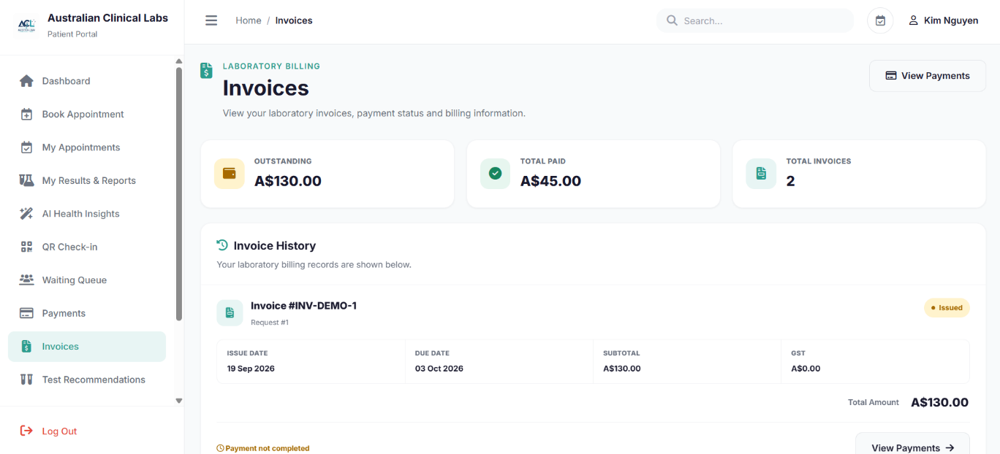 ACL
Australian Clinical Labs
Patient Portal
Home / Invoices
Search...
Kim Nguyen
Dashboard
Book Appointment
My Appointments
My Results & Reports
AI Health Insights
QR Check-in
Waiting Queue
Payments
Invoices
Test Recommendations
Log Out
LABORATORY BILLING
Invoices
View your laboratory invoices, payment status and billing information.
View Payments
OUTSTANDING
A$130.00
TOTAL PAID
A$45.00
TOTAL INVOICES
2
Invoice History
Your laboratory billing records are shown below.
Invoice #INV-DEMO-1
Request #1
Issued
ISSUE DATE
19 Sep 2026
DUE DATE
03 Oct 2026
SUBTOTAL
A$130.00
GST
A$0.00
Total Amount A$130.00
Payment not completed
View Payments